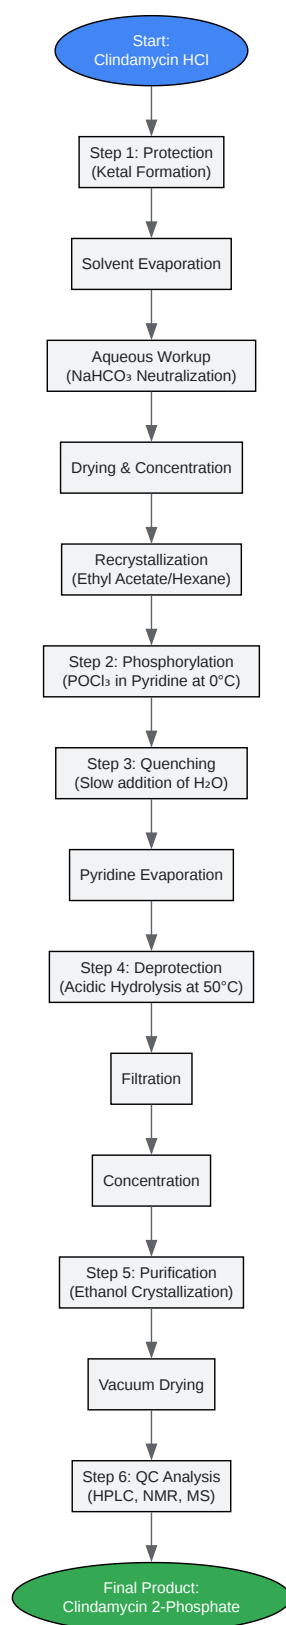 Start:
Clindamycin HCl
Step 1: Protection
(Ketal Formation)
Solvent Evaporation
Aqueous Workup
(NaHCO₃ Neutralization)
Drying & Concentration
Recrystallization
(Ethyl Acetate/Hexane)
Step 2: Phosphorylation
(POCl₃ in Pyridine at 0°C)
Step 3: Quenching
(Slow addition of H₂O)
Pyridine Evaporation
Step 4: Deprotection
(Acidic Hydrolysis at 50°C)
Filtration
Concentration
Step 5: Purification
(Ethanol Crystallization)
Vacuum Drying
Step 6: QC Analysis
(HPLC, NMR, MS)
Final Product:
Clindamycin 2-Phosphate